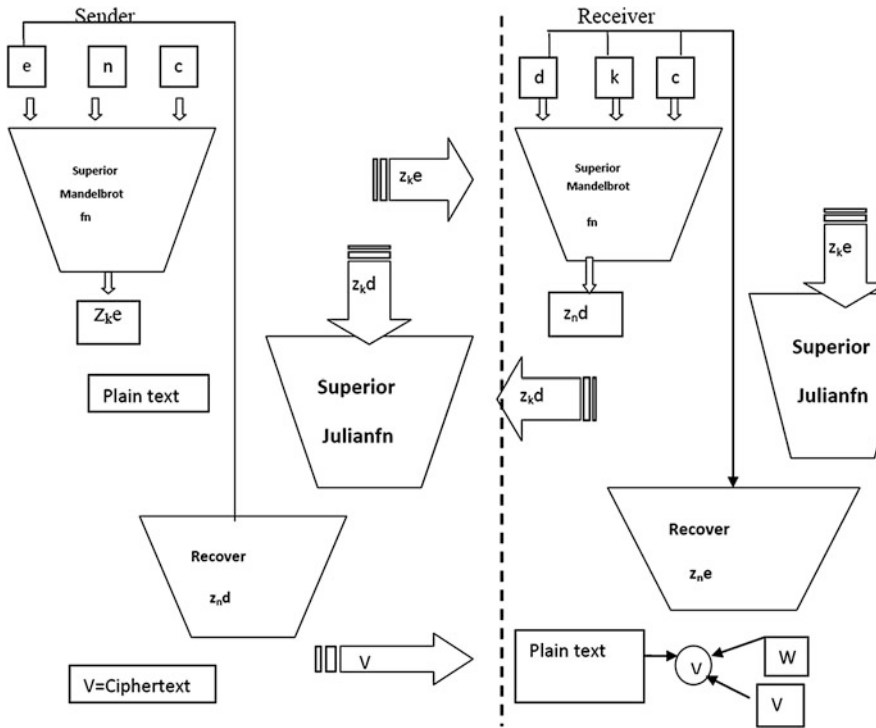 Sender
e
n
c
Superior
Mandelbrot
fn
Zke
Plain text
zkd
Superior
Julianfn
Recover
znd
V=Ciphertext
zke
zkd
V
Receiver
d
k
c
Superior
Mandelbrot
fn
znd
zke
Superior
Julianfn
Recover
zne
Plain text
V
W
V